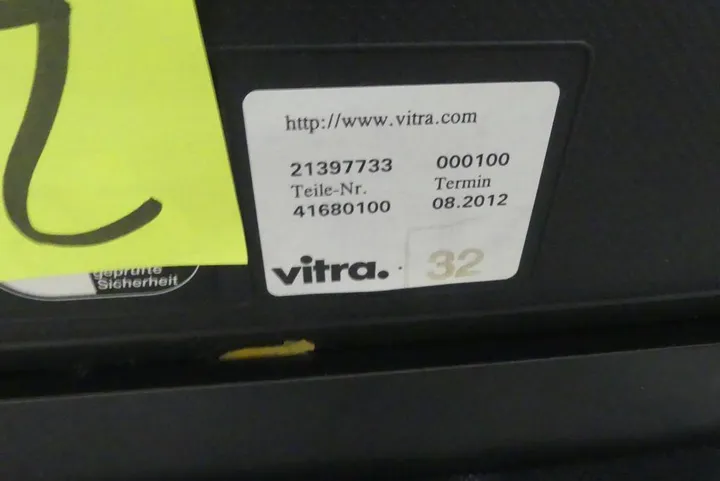 http://www.vitra.com
21397733 000100
Teile-Nr. Termin
41680100 08.2012
vitra. 32
geprüfte
Sicherheit